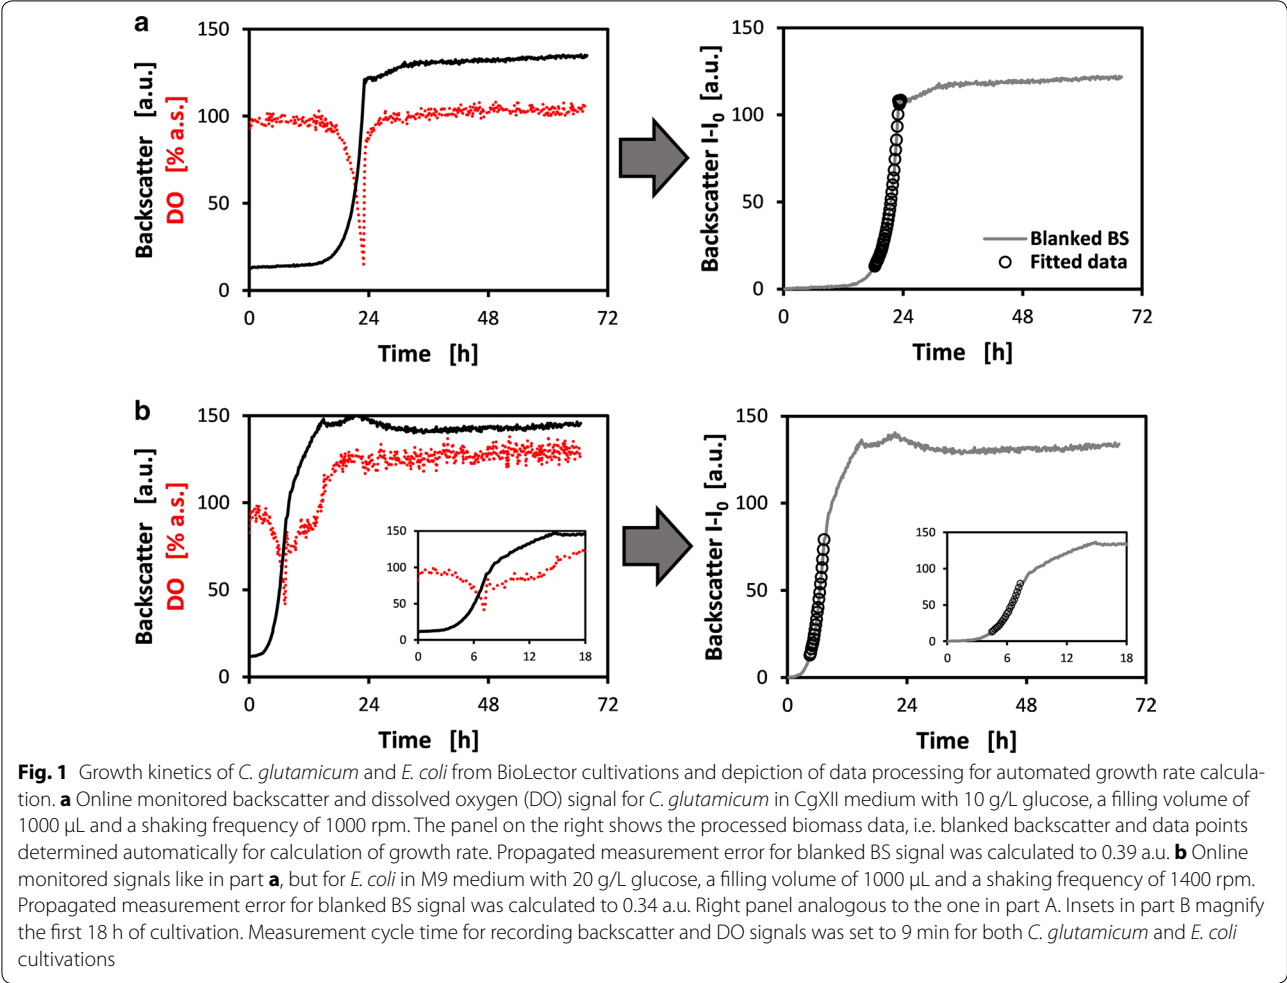 a
150
100
50
0
0 24 48 72
Backscatter [a.u.]
DO [% a.s.]
Time [h]
150
100
50
0
0 24 48 72
Backscatter I-I0 [a.u.]
Blanked BS
Fitted data
Time [h]
b
150
100
50
0
0 24 48 72
Backscatter [a.u.]
DO [% a.s.]
150
100
50
0
0 6 12 18
Time [h]
150
100
50
0
0 24 48 72
Backscatter I-I0 [a.u.]
150
100
50
0
0 6 12 18
Time [h]
Fig. 1 Growth kinetics of C. glutamicum and E. coli from BioLector cultivations and depiction of data processing for automated growth rate calcula-
tion. a Online monitored backscatter and dissolved oxygen (DO) signal for C. glutamicum in CgXII medium with 10 g/L glucose, a filling volume of
1000 µL and a shaking frequency of 1000 rpm. The panel on the right shows the processed biomass data, i.e. blanked backscatter and data points
determined automatically for calculation of growth rate. Propagated measurement error for blanked BS signal was calculated to 0.39 a.u. b Online
monitored signals like in part a, but for E. coli in M9 medium with 20 g/L glucose, a filling volume of 1000 µL and a shaking frequency of 1400 rpm.
Propagated measurement error for blanked BS signal was calculated to 0.34 a.u. Right panel analogous to the one in part A. Insets in part B magnify
the first 18 h of cultivation. Measurement cycle time for recording backscatter and DO signals was set to 9 min for both C. glutamicum and E. coli
cultivations